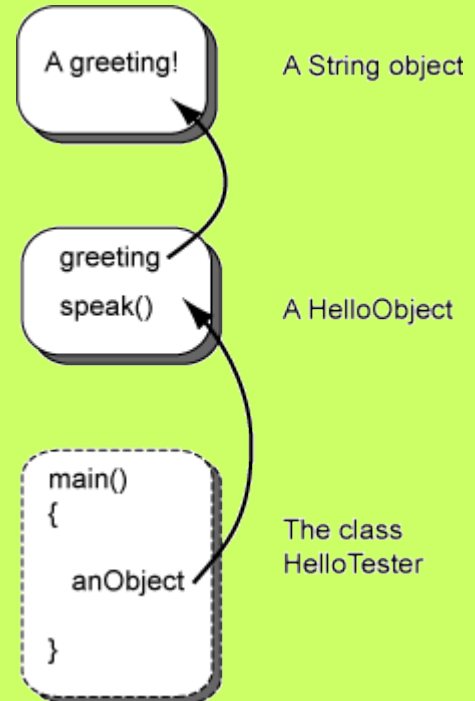 A greeting!
A String object
greeting
speak()
A HelloObject
main()
{
anObject
}
The class
HelloTester